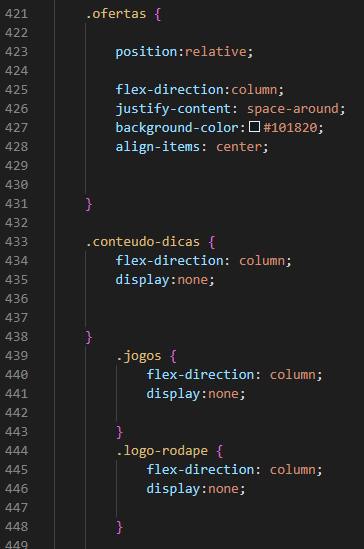 421 .ofertas {
422
423 position:relative;
424
425 flex-direction:column;
426 justify-content: space-around;
427 background-color:#101820;
428 align-items: center;
429
430
431 }
432
433 .conteudo-dicas {
434 flex-direction: column;
435 display:none;
436
437
438 }
439 .jogos {
440 flex-direction: column;
441 display:none;
442
443 }
444 .logo-rodape {
445 flex-direction: column;
446 display:none;
447
448 }
449